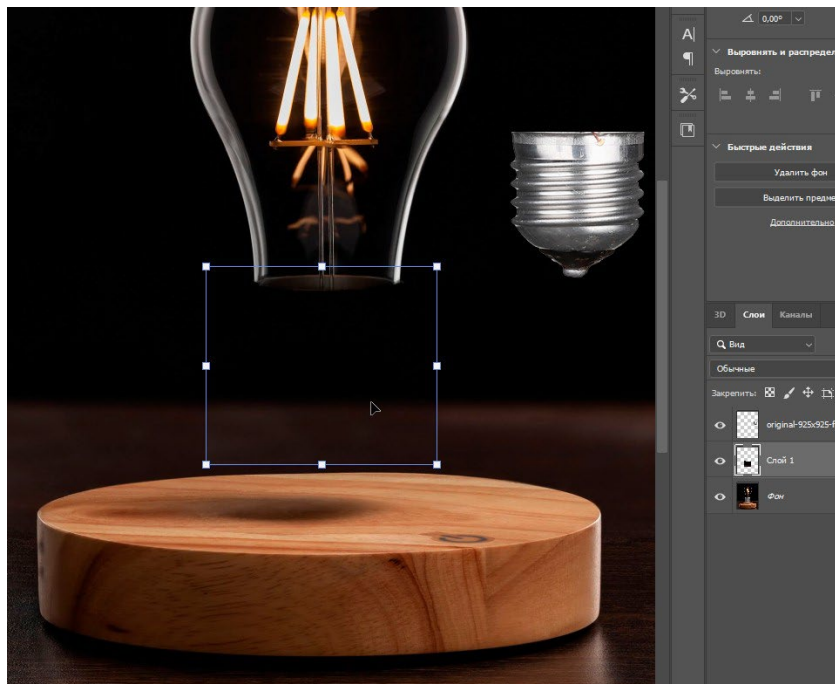 0,00°
Выровнять и распредел
Выровнять:
Быстрые действия
Удалить фон
Выделить предме
Дополнительно
3D Слои Каналы
Вид
Обычные
Закрепить:
original-925x925-f
Слой 1
Фон